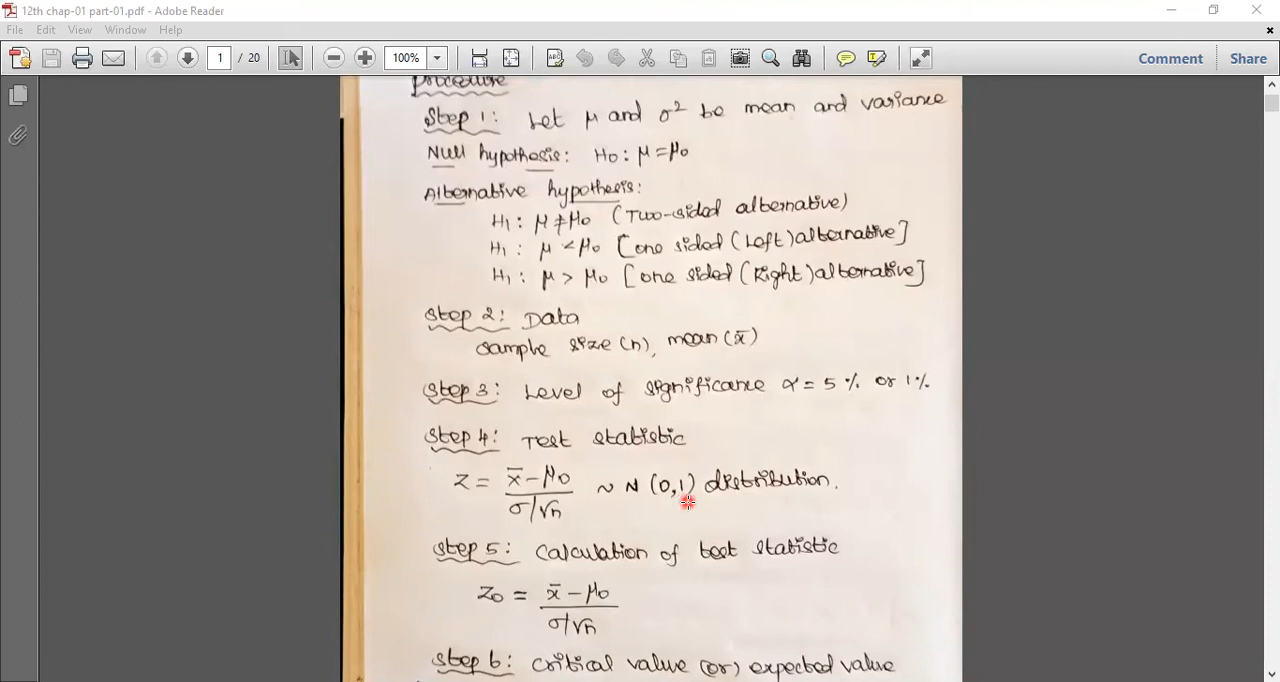 12th chap-01 part-01.pdf - Adobe Reader
File Edit View Window Help
1 / 20 100% Comment Share
procedure
Step 1: Let μ and σ² be mean and variance
Null hypothesis: H₀ : μ = μ₀
Alternative hypothesis:
H₁ : μ ≠ μ₀ (Two-sided alternative)
H₁ : μ < μ₀ [one sided (Left) alternative]
H₁ : μ > μ₀ [one sided (Right) alternative]
Step 2: Data
sample size (n), mean (x̄)
Step 3: Level of significance α = 5 % or 1 %
Step 4: Test statistic
Z = x̄ - μ₀ / σ/√n ~ N (0,1) distribution.
Step 5: Calculation of test statistic
Z₀ = x̄ - μ₀ / σ/√n
Step 6: Critical value (or) expected value